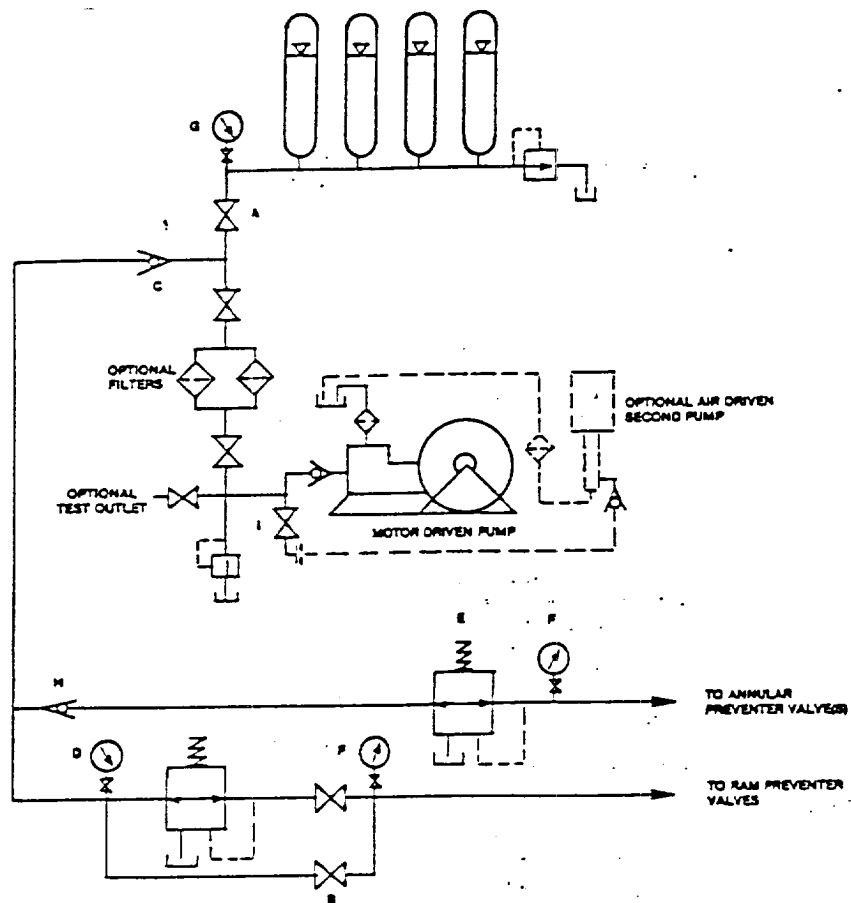 G
A
C
OPTIONAL
FILTERS
OPTIONAL AIR DRIVEN
SECOND PUMP
OPTIONAL
TEST OUTLET
I
MOTOR DRIVEN PUMP
E
F
H
TO ANNULAR
PREVENTER VALVE(S)
D
F
TO RAM PREVENTER
VALVES
B